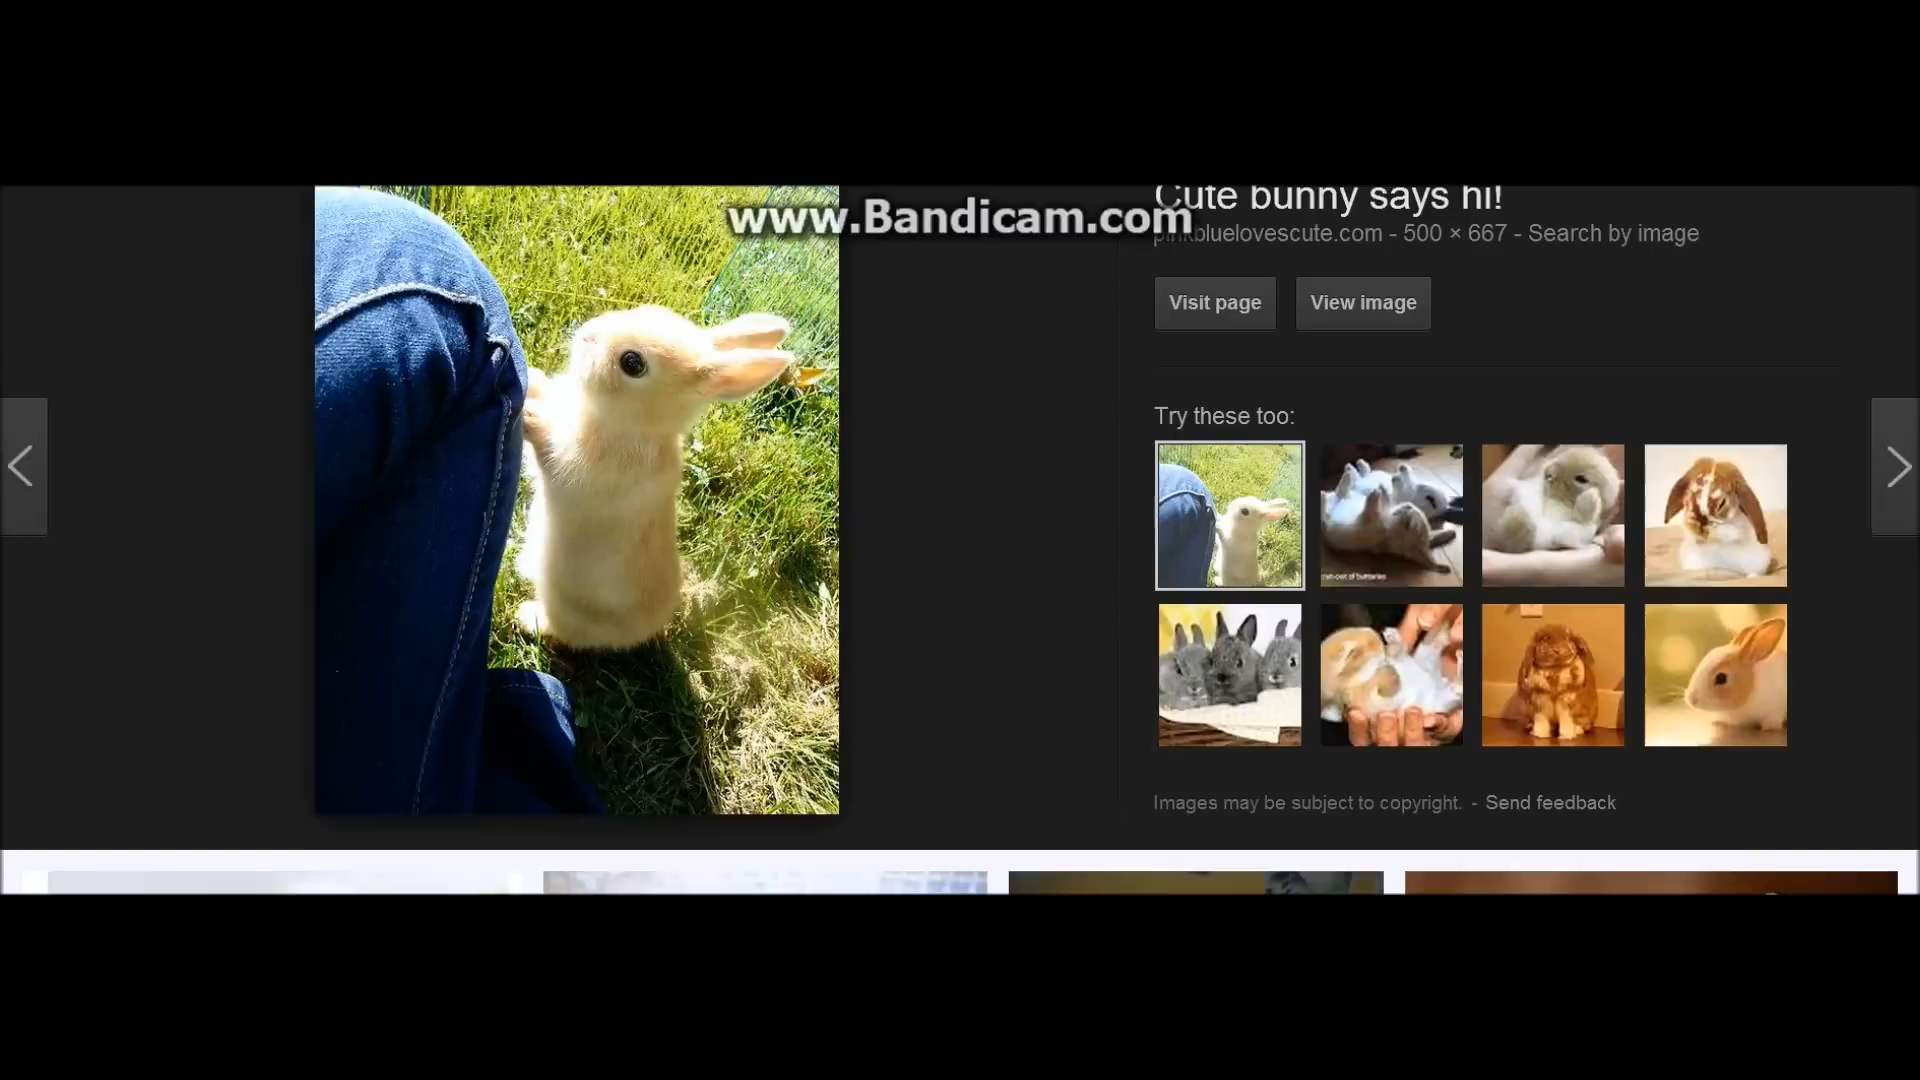 www.Bandicam.com
Cute bunny says hi!
pinkbluelovescute.com - 500 × 667 - Search by image
Visit page
View image
Try these too:
Images may be subject to copyright. - Send feedback